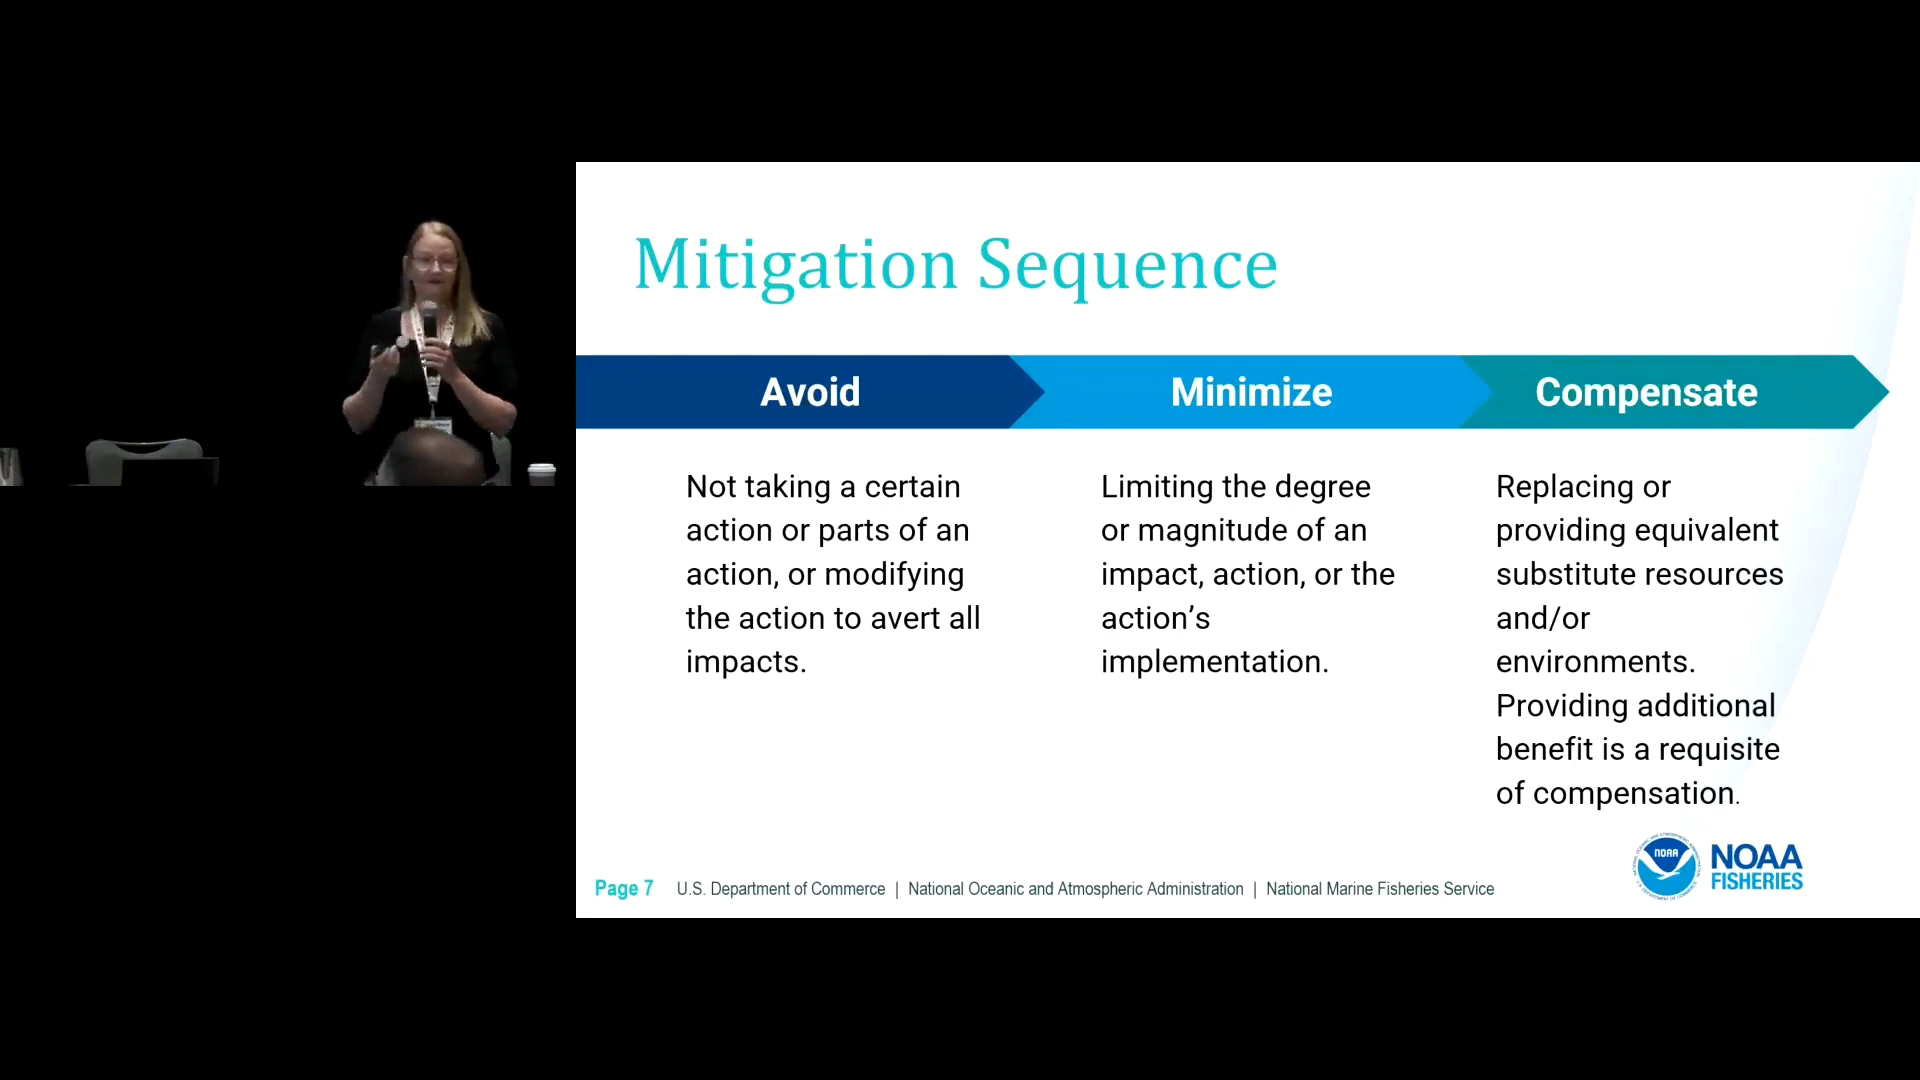 Mitigation Sequence
Avoid
Minimize
Compensate
Not taking a certain
action or parts of an
action, or modifying
the action to avert all
impacts.
Limiting the degree
or magnitude of an
impact, action, or the
action’s
implementation.
Replacing or
providing equivalent
substitute resources
and/or
environments.
Providing additional
benefit is a requisite
of compensation.
NOAA
NOAA
FISHERIES
Page 7 U.S. Department of Commerce | National Oceanic and Atmospheric Administration | National Marine Fisheries Service